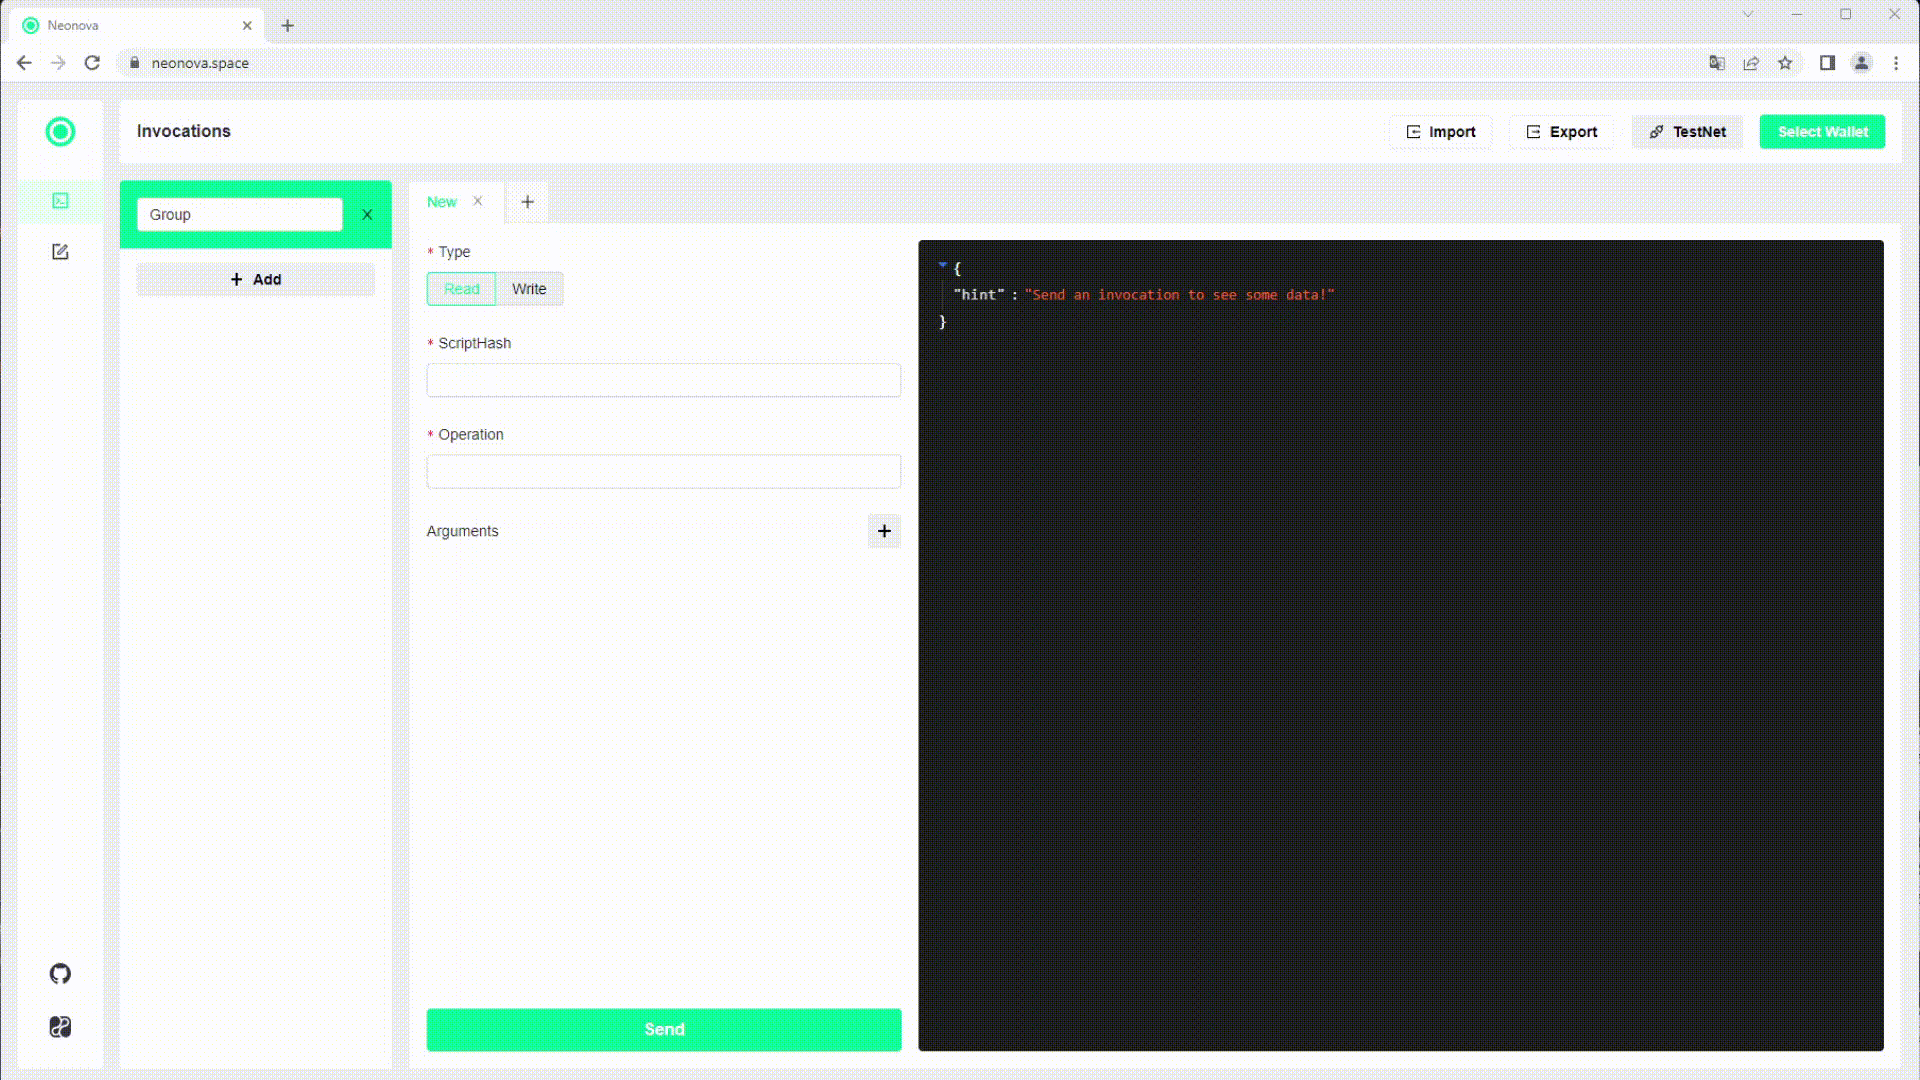 Neonova
neonova.space
Invocations
Import
Export
TestNet
Select Wallet
Group
Add
New
* Type
Read
Write
* ScriptHash
* Operation
Arguments
Send
{
"hint" : "Send an invocation to see some data!"
}